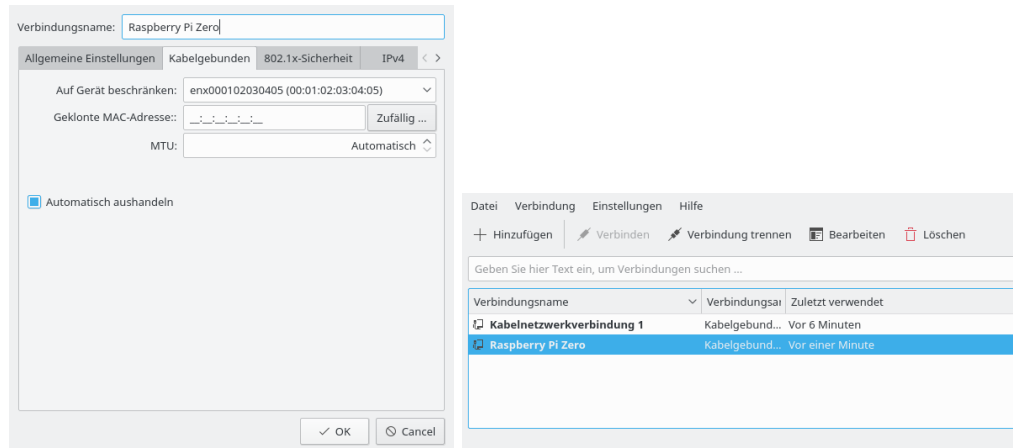 Verbindungsname: Raspberry Pi Zero
Allgemeine Einstellungen Kabelgebunden 802.1x-Sicherheit IPv4 < >
Auf Gerät beschränken: enx000102030405 (00:01:02:03:04:05)
Geklonte MAC-Adresse:: __:__:__:__:__:__ Zufällig ...
MTU: Automatisch
Automatisch aushandeln
OK Cancel
Datei Verbindung Einstellungen Hilfe
Hinzufügen Verbinden Verbindung trennen Bearbeiten Löschen
Geben Sie hier Text ein, um Verbindungen suchen ...
Verbindungsname Verbindungsar Zuletzt verwendet
Kabelnetzwerkverbindung 1 Kabelgebund... Vor 6 Minuten
Raspberry Pi Zero Kabelgebund... Vor einer Minute